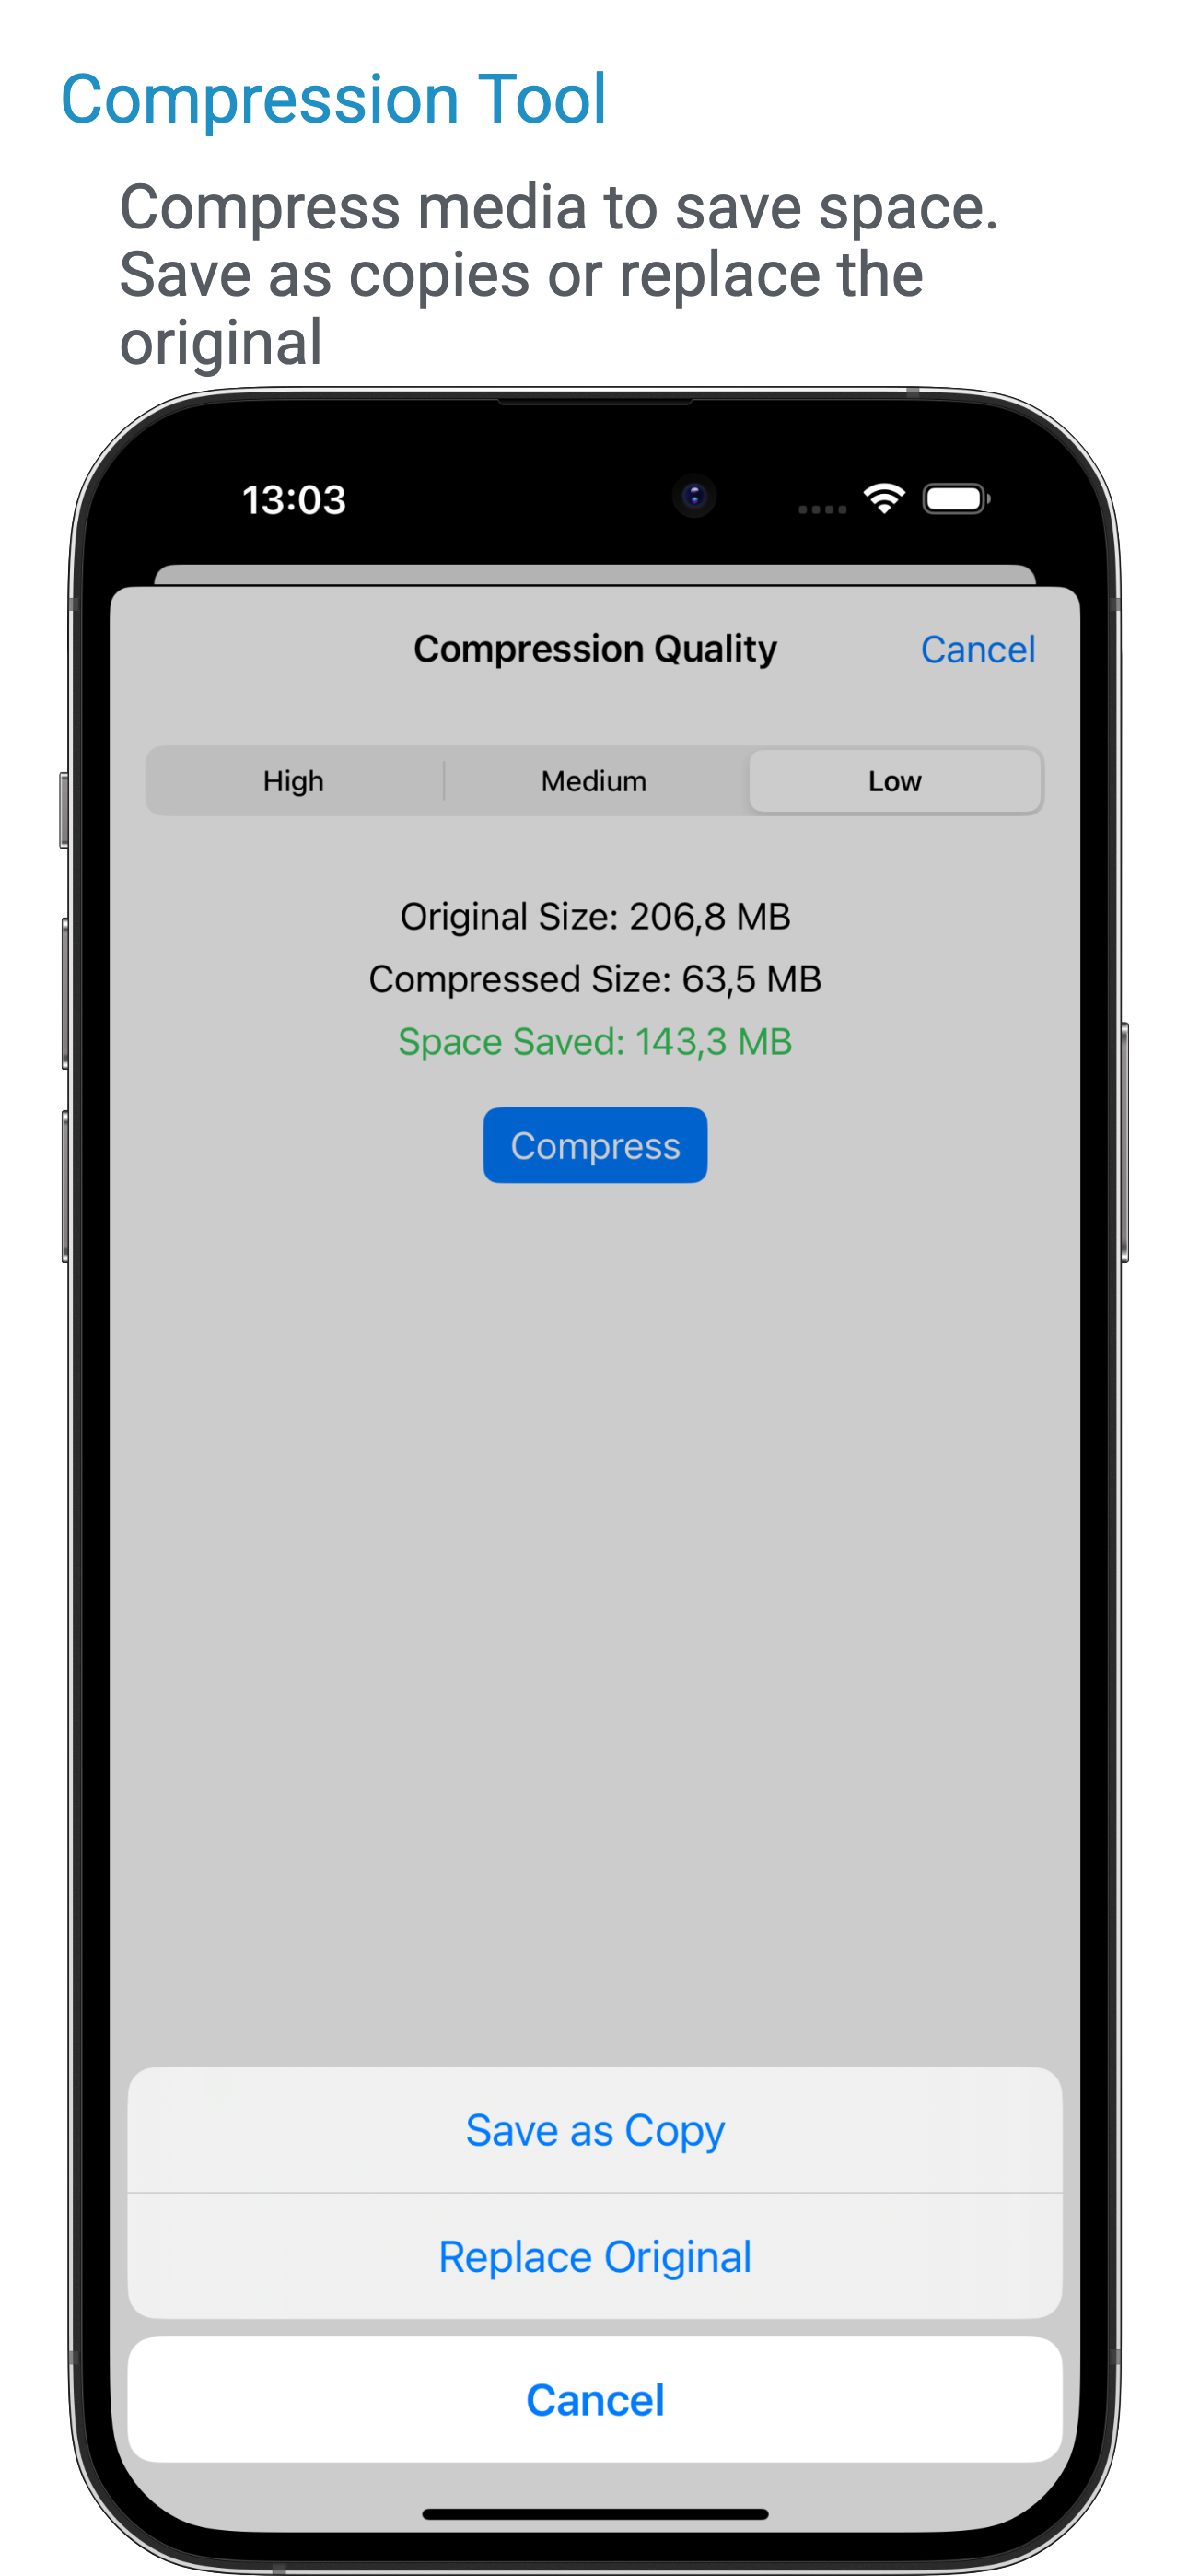 Compression Tool
Compress media to save space.
Save as copies or replace the
original
13:03
Compression Quality
Cancel
High
Medium
Low
Original Size: 206,8 MB
Compressed Size: 63,5 MB
Space Saved: 143,3 MB
Compress
Save as Copy
Replace Original
Cancel